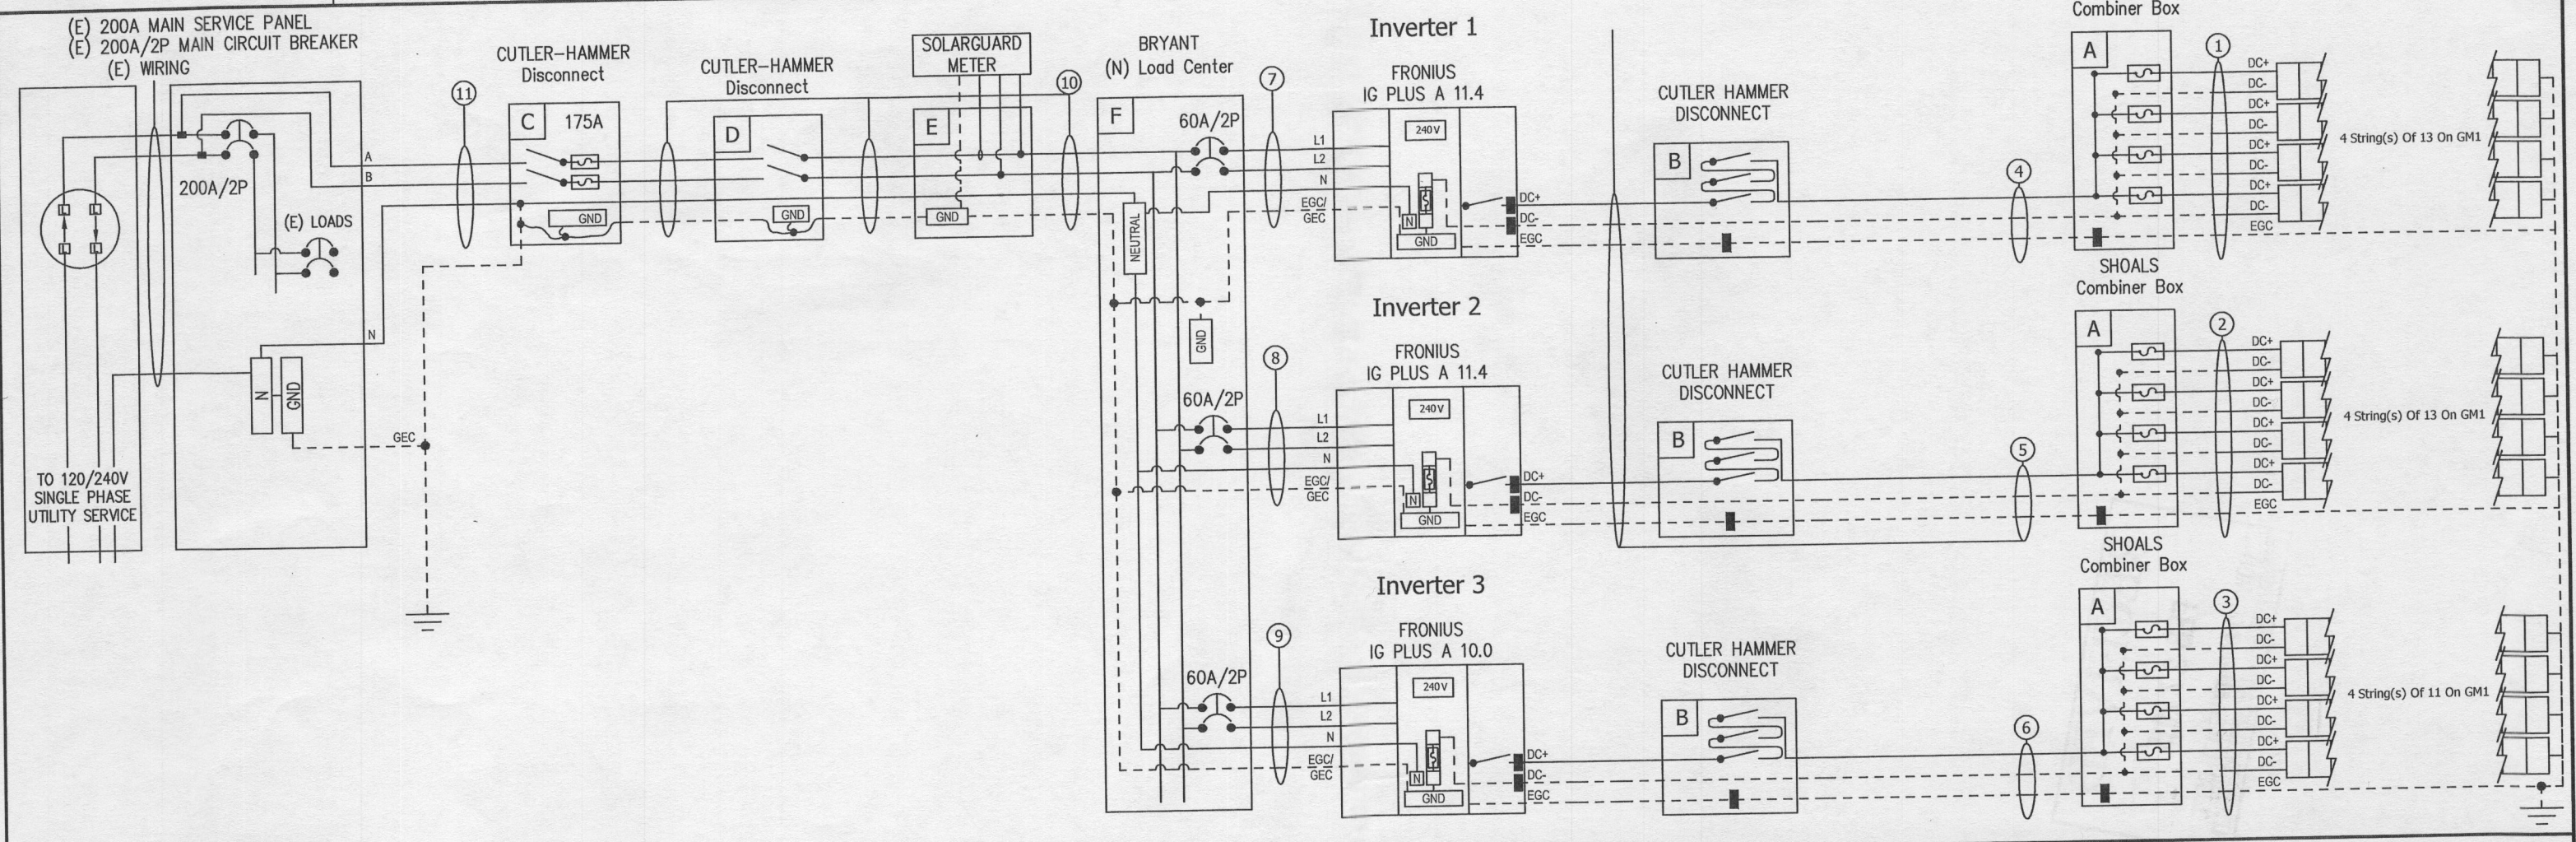 (E) 200A MAIN SERVICE PANEL
(E) 200A/2P MAIN CIRCUIT BREAKER
(E) WIRING
200A/2P
(E) LOADS
A
B
N
N
GND
GEC
TO 120/240V
SINGLE PHASE
UTILITY SERVICE
11
CUTLER-HAMMER
Disconnect
C
175A
GND
CUTLER-HAMMER
Disconnect
D
GND
SOLARGUARD
METER
E
GND
10
BRYANT
(N) Load Center
F
60A/2P
NEUTRAL
GND
60A/2P
60A/2P
7
L1
L2
N
EGC/
GEC
Inverter 1
FRONIUS
IG PLUS A 11.4
240V
N
GND
DC+
DC-
EGC
CUTLER HAMMER
DISCONNECT
B
4
Combiner Box
A
1
DC+
DC-
DC+
DC-
DC+
DC-
DC+
DC-
EGC
4 String(s) Of 13 On GM1
8
L1
L2
N
EGC/
GEC
Inverter 2
FRONIUS
IG PLUS A 11.4
240V
N
GND
DC+
DC-
EGC
CUTLER HAMMER
DISCONNECT
B
5
SHOALS
Combiner Box
A
2
DC+
DC-
DC+
DC-
DC+
DC-
DC+
DC-
EGC
4 String(s) Of 13 On GM1
9
L1
L2
N
EGC/
GEC
Inverter 3
FRONIUS
IG PLUS A 10.0
240V
N
GND
DC+
DC-
EGC
CUTLER HAMMER
DISCONNECT
B
6
SHOALS
Combiner Box
A
3
DC+
DC-
DC+
DC-
DC+
DC-
DC+
DC-
EGC
4 String(s) Of 11 On GM1